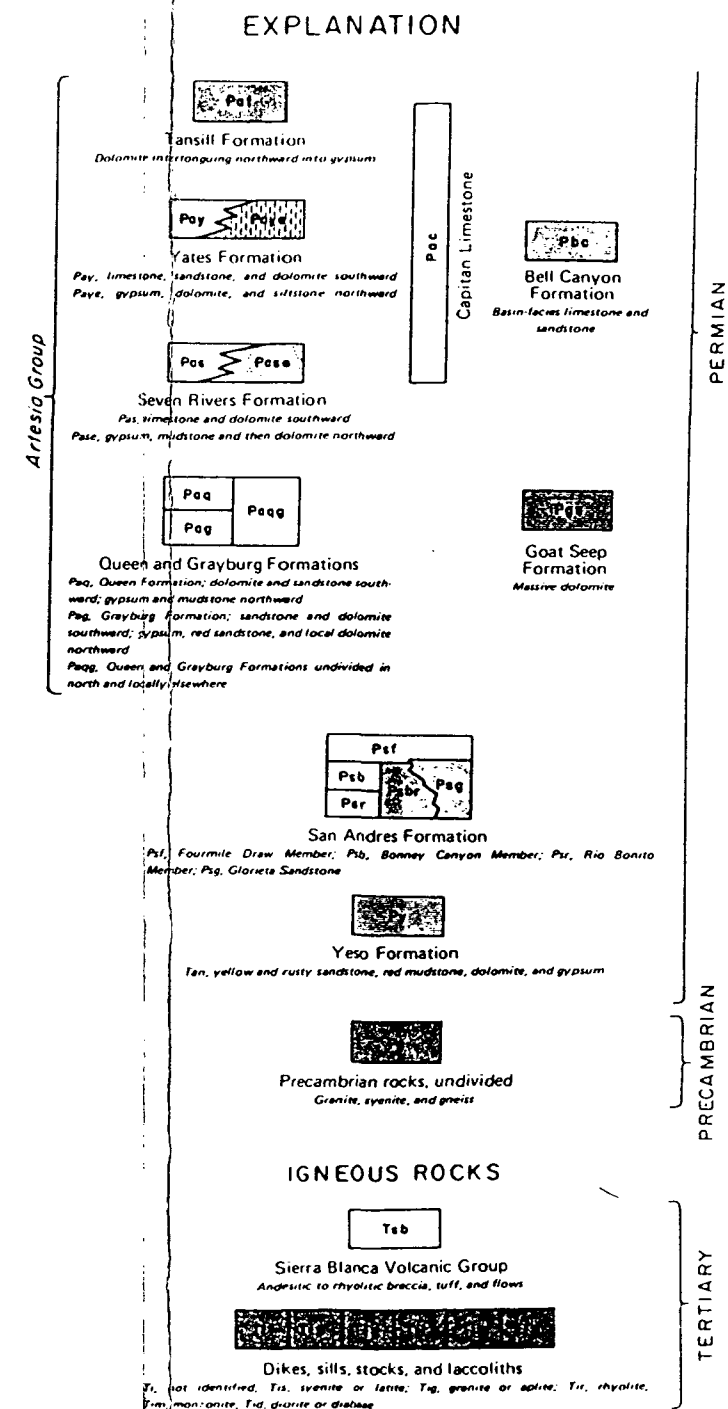 EXPLANATION
Pat
Tansill Formation
Dolomite intertonguing northward into gypsum
Pay
Paye
Yates Formation
Pay, limestone, sandstone, and dolomite southward
Paye, gypsum, dolomite, and siltstone northward
Pas
Pase
Seven Rivers Formation
Pas, limestone and dolomite southward
Pase, gypsum, mudstone and then dolomite northward
Paq
Pag
Paqg
Queen and Grayburg Formations
Paq, Queen Formation; dolomite and sandstone south-
ward; gypsum and mudstone northward
Pag, Grayburg Formation; sandstone and dolomite
southward; gypsum, red sandstone, and local dolomite
northward
Paqg, Queen and Grayburg Formations undivided in
north and locally elsewhere
Artesia Group
Pac
Capitan Limestone
Pbc
Bell Canyon
Formation
Basin-facies limestone and
sandstone
Pgs
Goat Seep
Formation
Massive dolomite
Psf
Psb
Psr
Psbr
Psg
San Andres Formation
Psf, Fourmile Draw Member; Psb, Bonney Canyon Member; Psr, Rio Bonito
Member; Psg, Glorieta Sandstone
Py
Yeso Formation
Tan, yellow and rusty sandstone, red mudstone, dolomite, and gypsum
PERMIAN
Precambrian rocks, undivided
Granite, syenite, and gneiss
PRECAMBRIAN
IGNEOUS ROCKS
Tsb
Sierra Blanca Volcanic Group
Andesitic to rhyolitic breccia, tuff, and flows
Dikes, sills, stocks, and laccoliths
Ti, not identified, Tis, syenite or latite; Tig, granite or aplite; Tir, rhyolite,
Tim, monzonite, Tid, diorite or diabase
TERTIARY